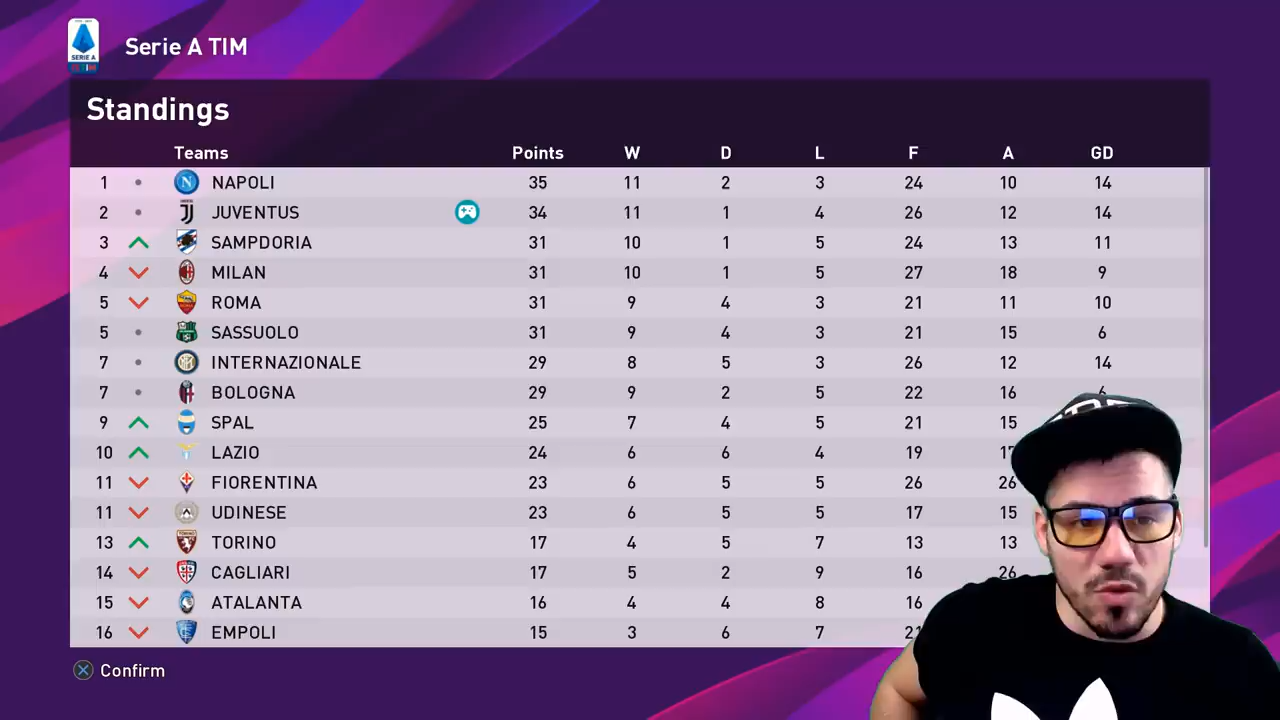 Serie A TIM
Standings
Teams Points W D L F A GD
1 NAPOLI 35 11 2 3 24 10 14
2 JUVENTUS 34 11 1 4 26 12 14
3 SAMPDORIA 31 10 1 5 24 13 11
4 MILAN 31 10 1 5 27 18 9
5 ROMA 31 9 4 3 21 11 10
5 SASSUOLO 31 9 4 3 21 15 6
7 INTERNAZIONALE 29 8 5 3 26 12 14
7 BOLOGNA 29 9 2 5 22 16
9 SPAL 25 7 4 5 21 15
10 LAZIO 24 6 6 4 19
11 FIORENTINA 23 6 5 5 26 26
11 UDINESE 23 6 5 5 17 15
13 TORINO 17 4 5 7 13 13
14 CAGLIARI 17 5 2 9 16 26
15 ATALANTA 16 4 4 8 16
16 EMPOLI 15 3 6 7
Confirm